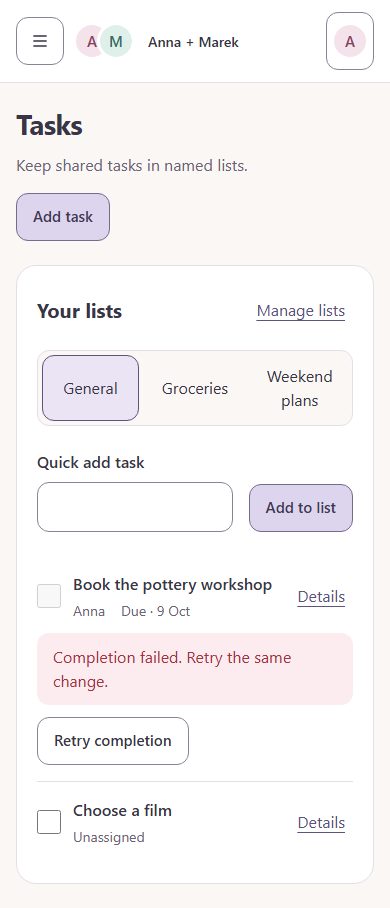 A M Anna + Marek A
Tasks
Keep shared tasks in named lists.
Add task
Your lists Manage lists
General Groceries Weekend
plans
Quick add task
Add to list
Book the pottery workshop
Anna Due · 9 Oct
Details
Completion failed. Retry the same
change.
Retry completion
Choose a film
Unassigned
Details